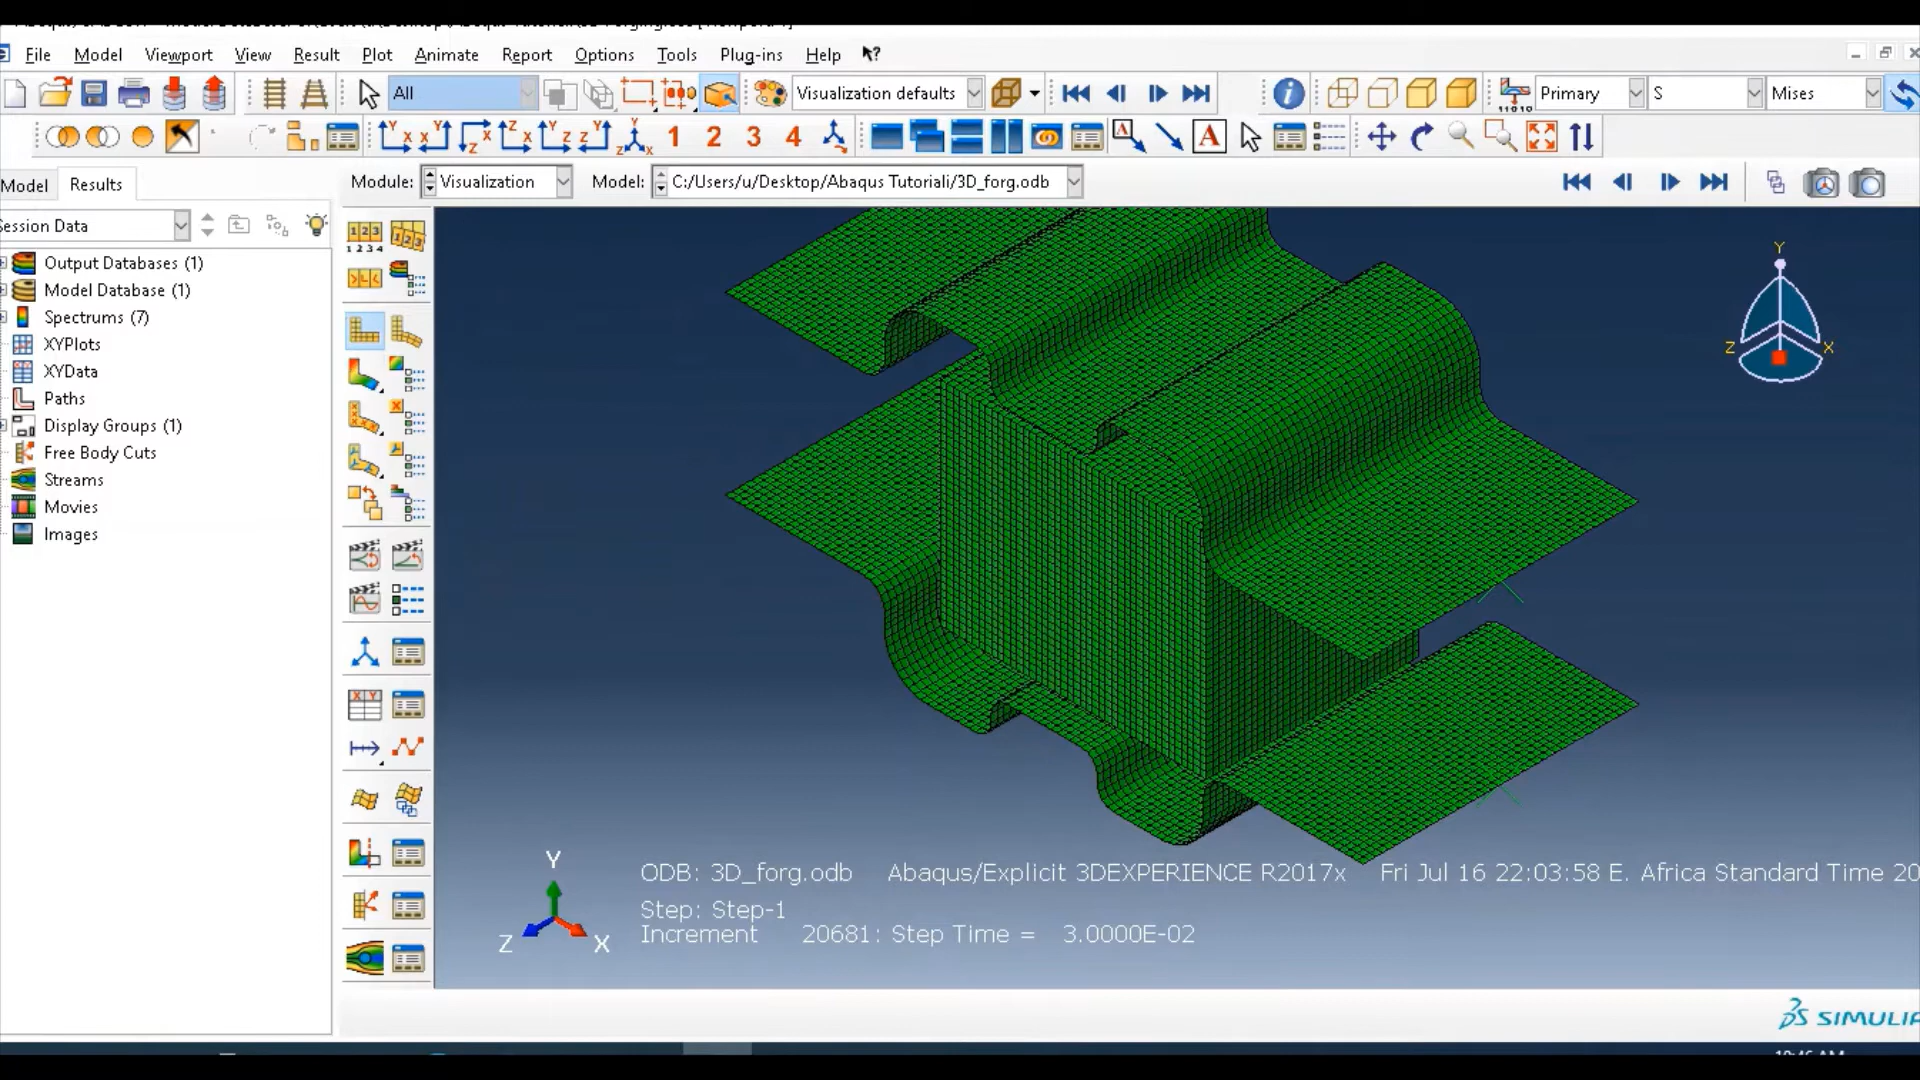 File Model Viewport View Result Plot Animate Report Options Tools Plug-ins Help
All Visualization defaults Primary S Mises
1 2 3 4
Model Results Module: Visualization Model: C:/Users/u/Desktop/Abaqus Tutoriali/3D_forg.odb
ession Data
Output Databases (1)
Model Database (1)
Spectrums (7)
XYPlots
XYData
Paths
Display Groups (1)
Free Body Cuts
Streams
Movies
Images
Y
Z X
Y
Z X
ODB: 3D_forg.odb Abaqus/Explicit 3DEXPERIENCE R2017x Fri Jul 16 22:03:58 E. Africa Standard Time 20
Step: Step-1
Increment 20681: Step Time = 3.0000E-02
SIMULIA